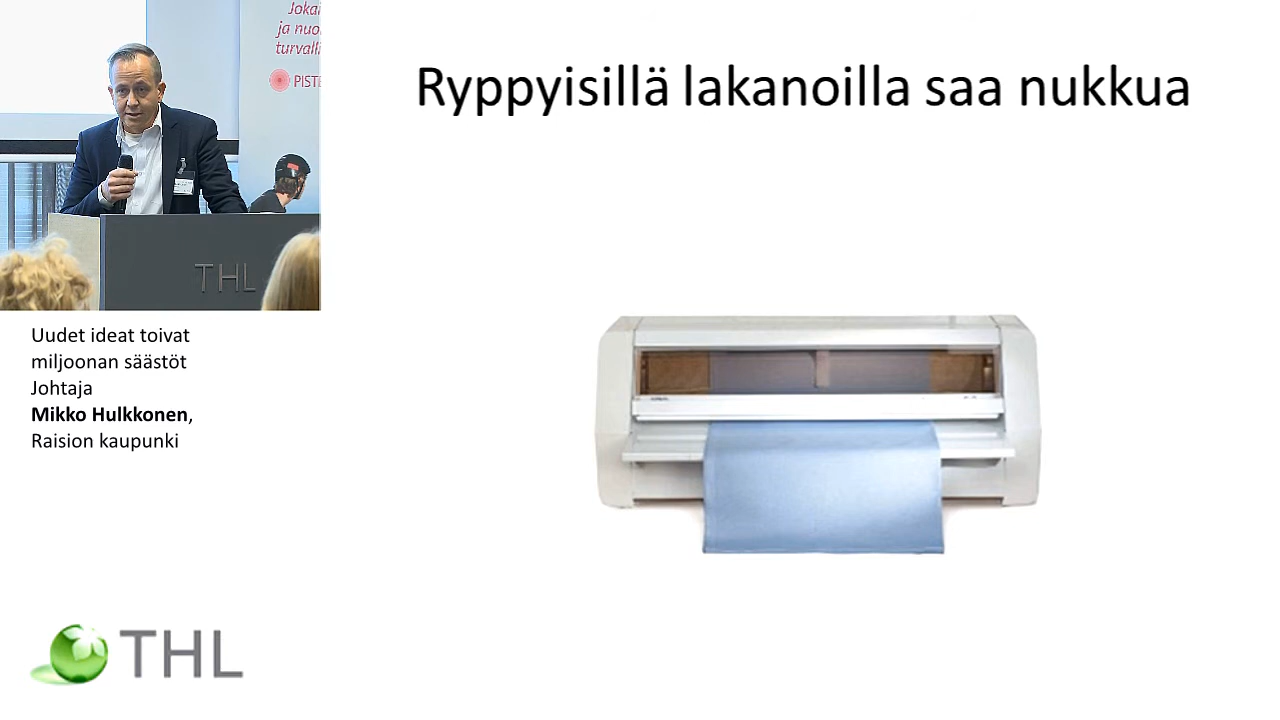 Jokai
ja nuo
turvalli
PISTE
THL
Ryppyisillä lakanoilla saa nukkua
Uudet ideat toivat
miljoonan säästöt
Johtaja
Mikko Hulkkonen,
Raision kaupunki
THL